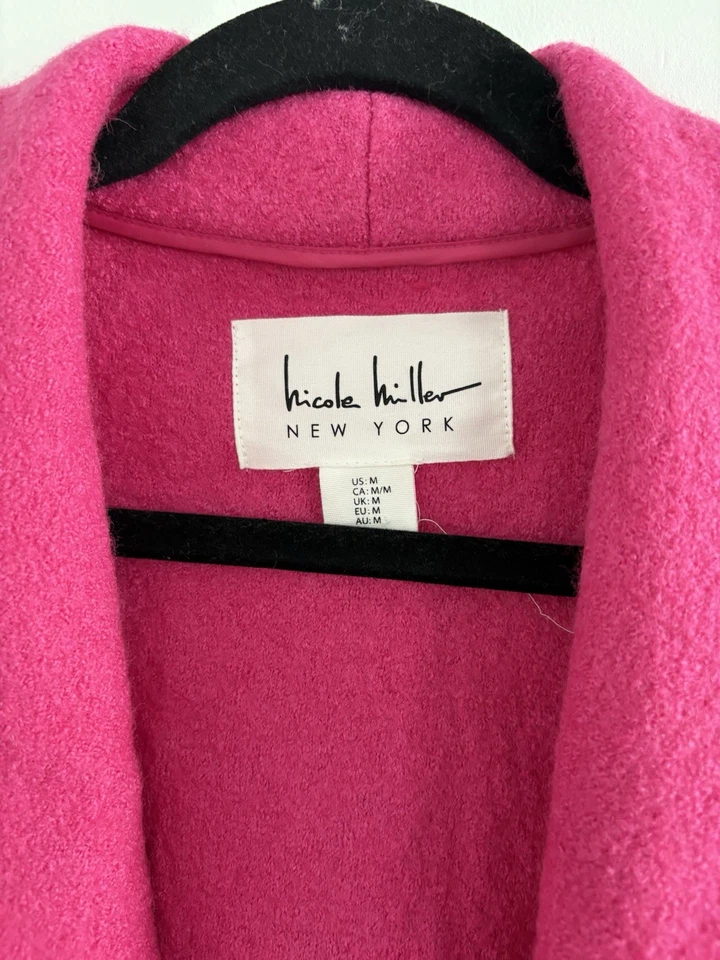 nicole miller
NEW YORK
US: M
CA: M/M
UK: M
EU: M
AU: M